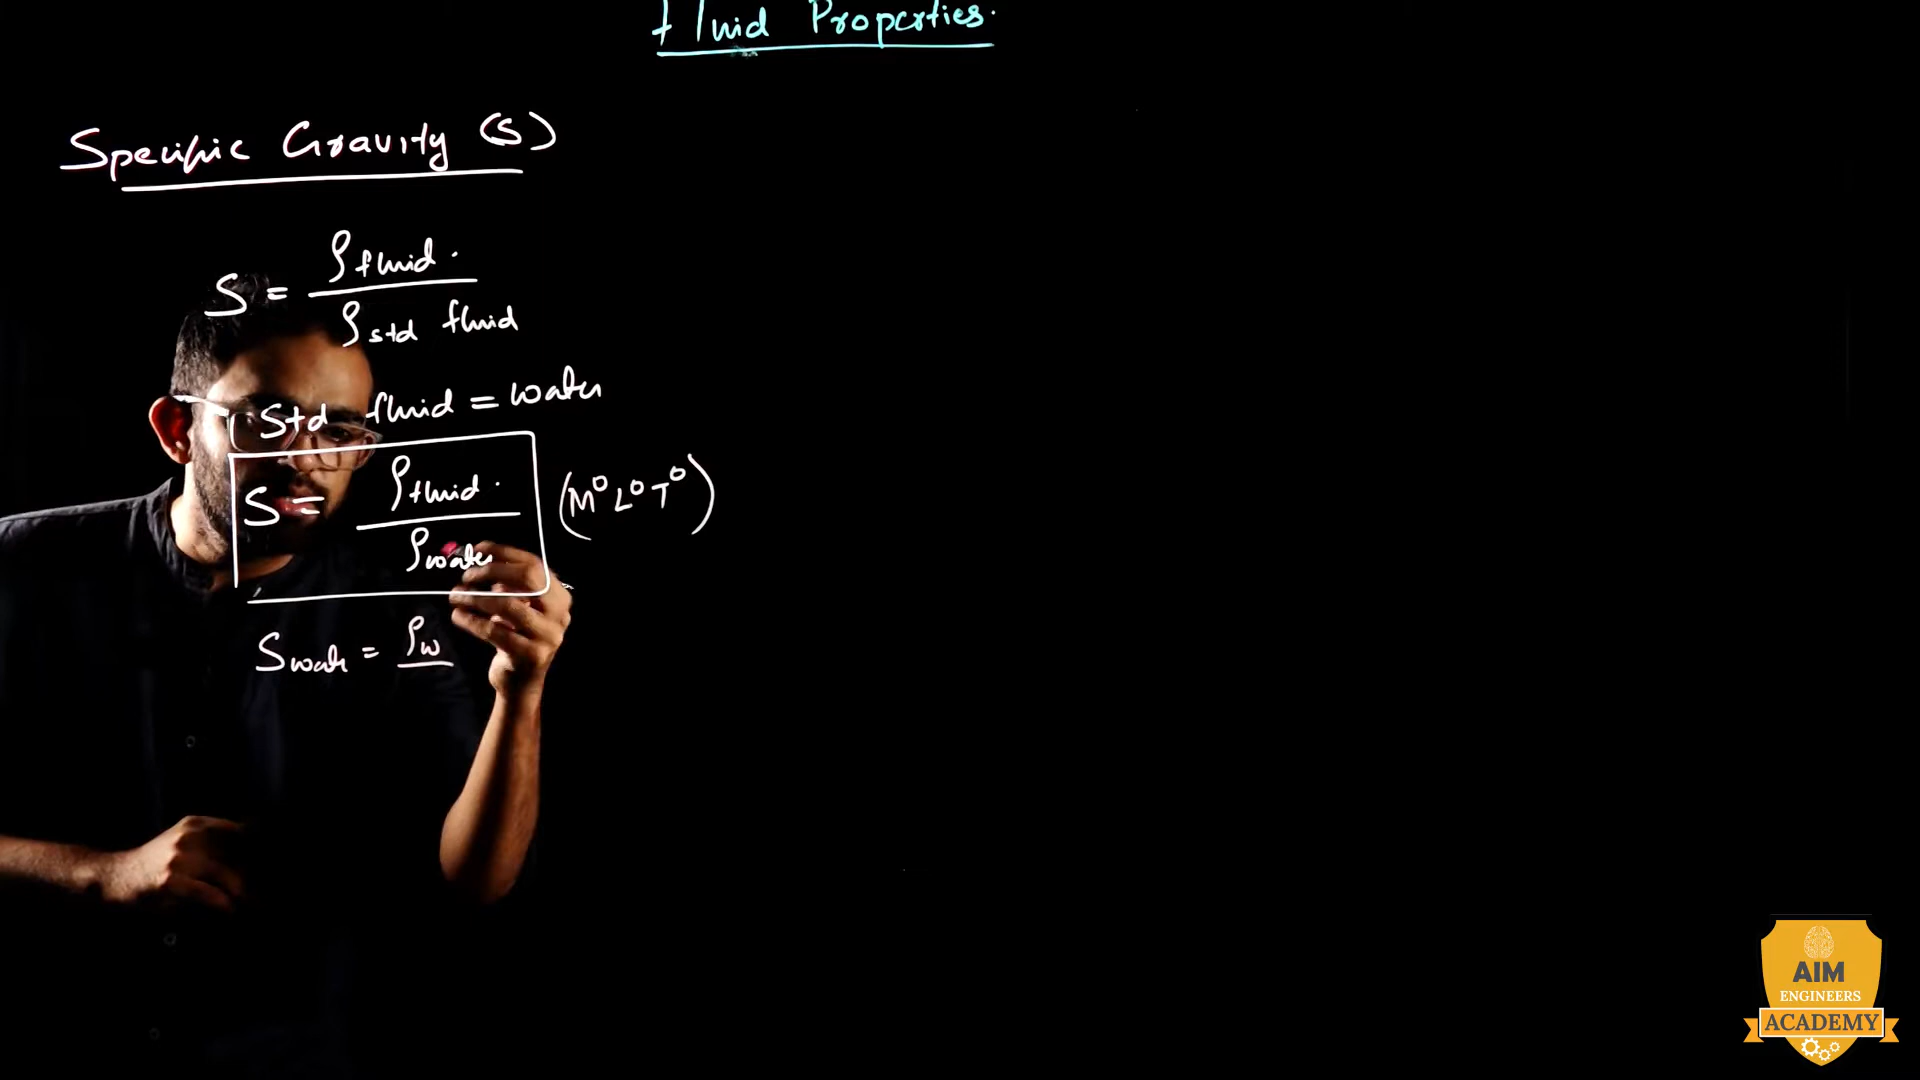 Fluid Properties.
Specific Gravity (S)
S = ρfluid. / ρstd fluid
Std fluid = water
S = ρfluid. / ρwater (M⁰L⁰T⁰)
Swater = ρw
AIM
ENGINEERS
ACADEMY